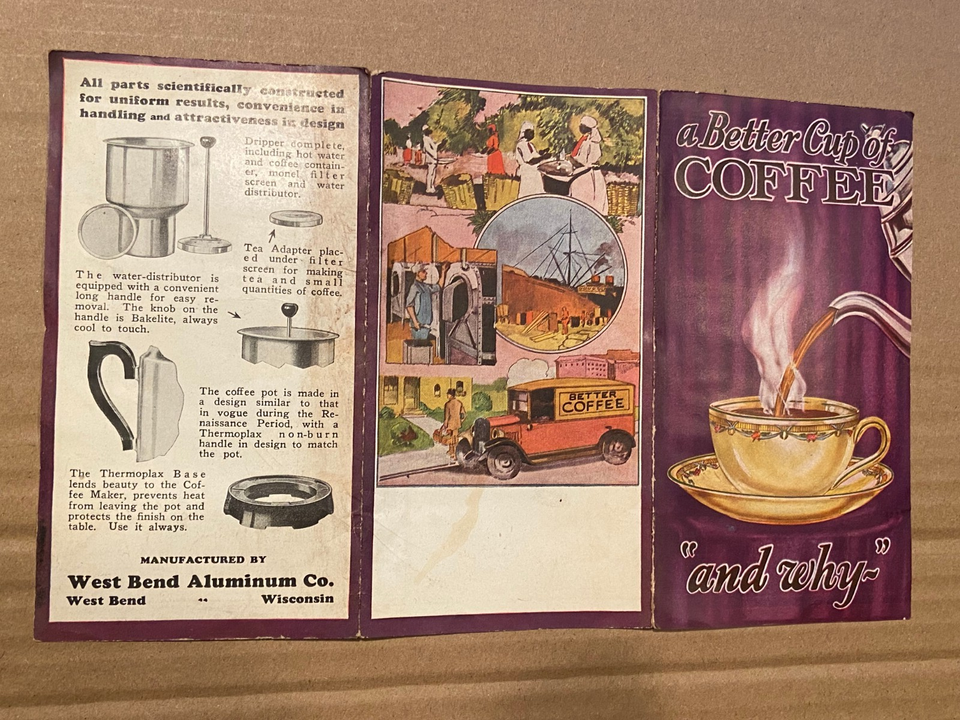 All parts scientifically constructed
for uniform results, convenience in
handling and attractiveness in design
Dripper complete,
including hot water
and coffee contain-
er, monel filter
screen and water
distributor.
Tea Adapter plac-
ed under filter
screen for making
tea and small
quantities of coffee.
The water-distributor is
equipped with a convenient
long handle for easy re-
moval. The knob on the
handle is Bakelite, always
cool to touch.
The coffee pot is made in
a design similar to that
in vogue during the Re-
naissance Period, with a
Thermoplax non-burn
handle in design to match
the pot.
The Thermoplax Base
lends beauty to the Cof-
fee Maker, prevents heat
from leaving the pot and
protects the finish on the
table. Use it always.
MANUFACTURED BY
West Bend Aluminum Co.
West Bend -- Wisconsin
BETTER
COFFEE
a Better Cup of
COFFEE
"and why~"